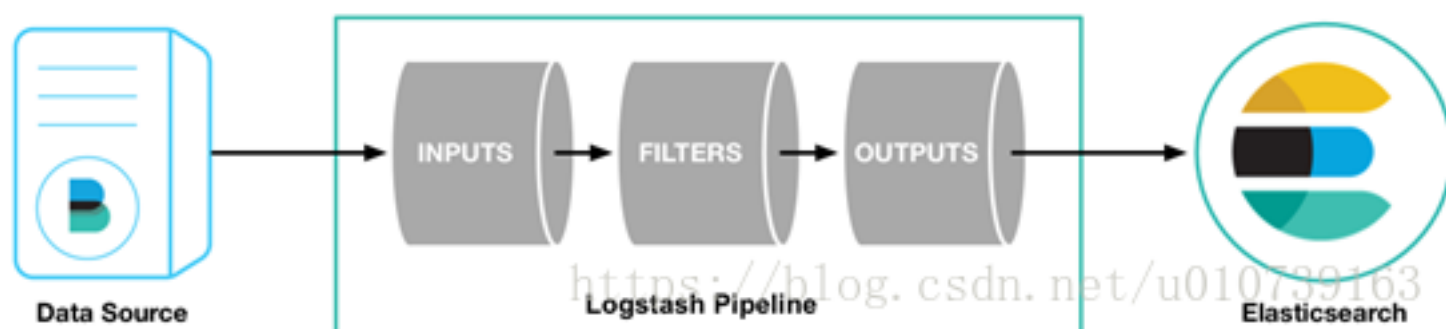 INPUTS
FILTERS
OUTPUTS
B
https://blog.csdn.net/u010739163
Data Source
Logstash Pipeline
Elasticsearch